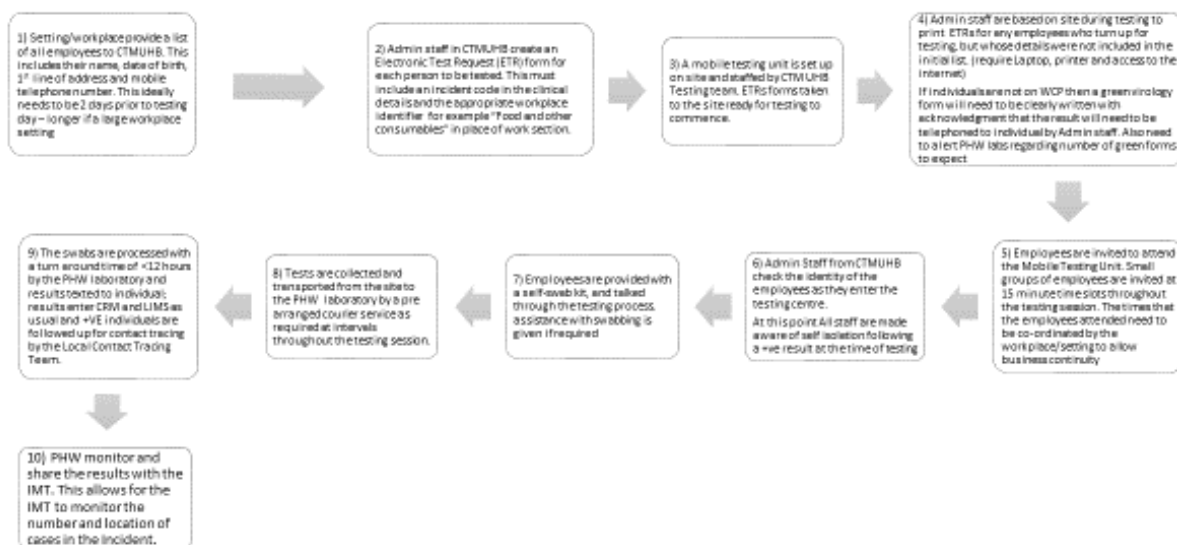 1) Setting/workplace provide a list
of all employees to CTMUHB. This
includes their name, date of birth,
1st line of address and mobile
telephone number. This ideally
needs to be 2 days prior to testing
day – longer if a large workplace
setting
2) Admin staff in CTMUHB create an
Electronic Test Request (ETR) form for
each person to be tested. This must
include an incident code in the clinical
details and the appropriate workplace
identifier for example "Food and other
consumables" in place of work section.
3) A mobile testing unit is set up
on site and staffed by CTM UHB
Testing team. ETRs forms taken
to the site ready for testing to
commence.
4) Admin staff are based on site during testing to
print ETRs for any employees who turn up for
testing, but whose details were not included in the
initial list. (require Laptop, printer and access to the
internet)
If individuals are not on WCP then a green virology
form will need to be clearly written with
acknowledgment that the result will need to be
telephoned to individual by Admin staff. Also need
to alert PHW labs regarding number of green forms
to expect
5) Employees are invited to attend
the Mobile Testing Unit. Small
groups of employees are invited at
15 minute time slots throughout
the testing session. The times that
the employees attended need to
be co-ordinated by the
workplace/setting to allow
business continuity
6) Admin Staff from CTMUHB
check the identity of the
employees as they enter the
testing centre.
At this point All staff are made
aware of self isolation following
a +ve result at the time of testing
7) Employees are provided with
a self-swab kit, and talked
through the testing process,
assistance with swabbing is
given if required
8) Tests are collected and
transported from the site to
the PHW laboratory by a pre
arranged courier service as
required at intervals
throughout the testing session.
9) The swabs are processed with
a turn around time of <12 hours
by the PHW laboratory and
results texted to individual;
results enter CRM and LIMS as
usual and +VE individuals are
followed up for contact tracing
by the Local Contact Tracing
Team.
10) PHW monitor and
share the results with the
IMT. This allows for the
IMT to monitor the
number and location of
cases in the Incident.